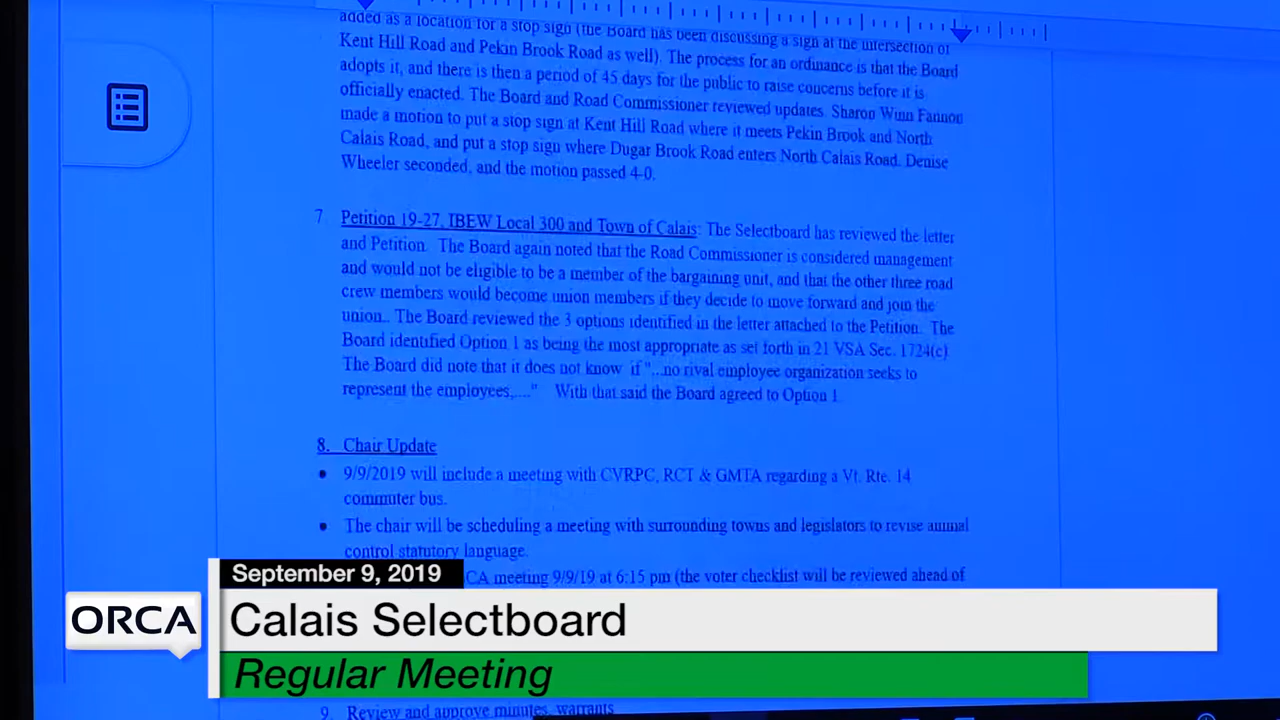 added as a location for a stop sign (the Board has been discussing a sign at the intersection of
Kent Hill Road and Pekin Brook Road as well). The process for an ordinance is that the Board
adopts it, and there is then a period of 45 days for the public to raise concerns before it is
officially enacted. The Board and Road Commissioner reviewed updates. Sharon Winn Fannon
made a motion to put a stop sign at Kent Hill Road where it meets Pekin Brook and North
Calais Road, and put a stop sign where Dugar Brook Road enters North Calais Road. Denise
Wheeler seconded, and the motion passed 4-0.
7 Petition 19-27, IBEW Local 300 and Town of Calais: The Selectboard has reviewed the letter
and Petition. The Board again noted that the Road Commissioner is considered management
and would not be eligible to be a member of the bargaining unit, and that the other three road
crew members would become union members if they decide to move forward and join the
union.. The Board reviewed the 3 options identified in the letter attached to the Petition. The
Board identified Option 1 as being the most appropriate as set forth in 21 VSA Sec. 1724(c)
The Board did note that it does not know if "...no rival employee organization seeks to
represent the employees,...." With that said the Board agreed to Option 1
8. Chair Update
• 9/9/2019 will include a meeting with CVRPC, RCT & GMTA regarding a Vt. Rte. 14
commuter bus.
• The chair will be scheduling a meeting with surrounding towns and legislators to revise animal
control statutory language.
CA meeting 9/9/19 at 6:15 pm (the voter checklist will be reviewed ahead of
September 9, 2019
ORCA
Calais Selectboard
Regular Meeting
9. Review and approve minutes, warrants